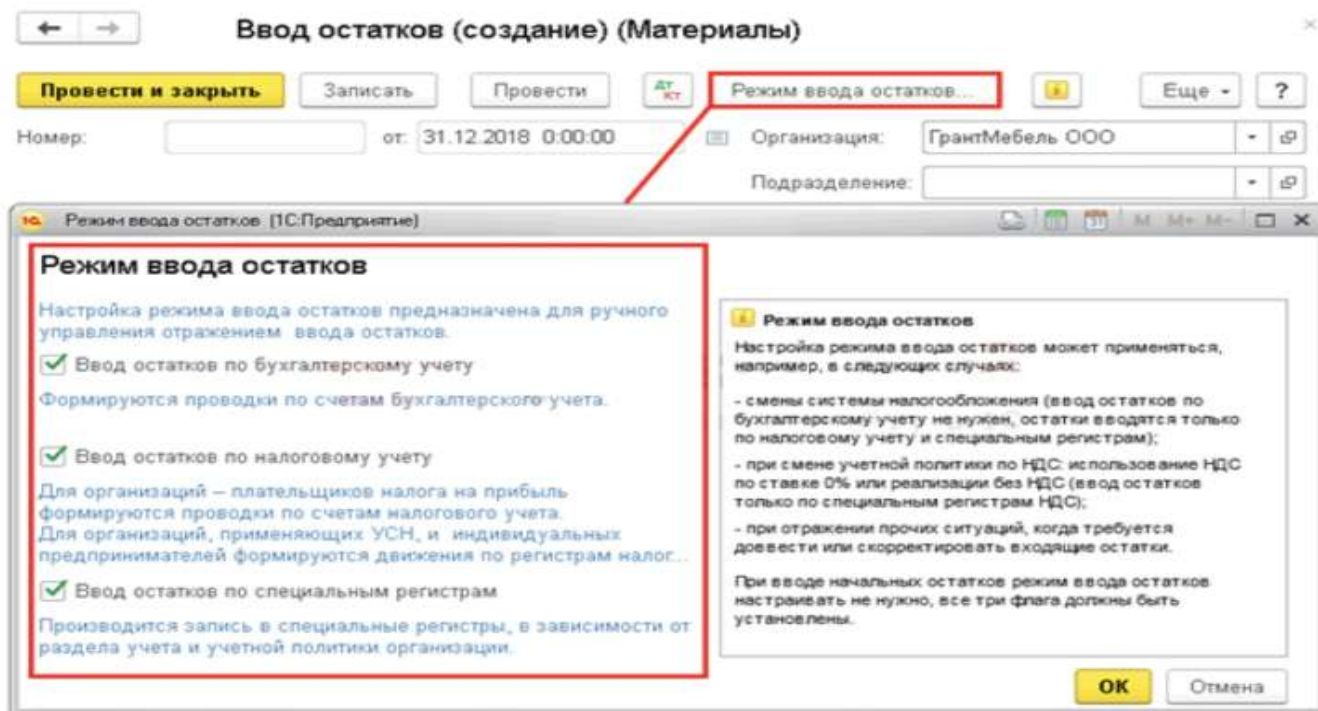 Ввод остатков (создание) (Материалы)
Провести и закрыть Записать Провести Дт Кт Режим ввода остатков... Еще ?
Номер: от: 31.12.2018 0:00:00 Организация: ГрантМебель ООО
Подразделение:
1С Режим ввода остатков (1С:Предприятие) 31 M M+ M-
Режим ввода остатков
Настройка режима ввода остатков предназначена для ручного
управления отражением ввода остатков.
Ввод остатков по бухгалтерскому учету
Формируются проводки по счетам бухгалтерского учета.
Ввод остатков по налоговому учету
Для организаций – плательщиков налога на прибыль
формируются проводки по счетам налогового учета.
Для организаций, применяющих УСН, и индивидуальных
предпринимателей формируются движения по регистрам налог...
Ввод остатков по специальным регистрам
Производится запись в специальные регистры, в зависимости от
раздела учета и учетной политики организации.
Режим ввода остатков
Настройка режима ввода остатков может применяться,
например, в следующих случаях:
- смены системы налогообложения (ввод остатков по
бухгалтерскому учету не нужен, остатки вводятся только
по налоговому учету и специальным регистрам);
- при смене учетной политики по НДС: использование НДС
по ставке 0% или реализации без НДС (ввод остатков
только по специальным регистрам НДС);
- при отражении прочих ситуаций, когда требуется
доввести или скорректировать входящие остатки.
При вводе начальных остатков режим ввода остатков
настраивать не нужно, все три флага должны быть
установлены.
ОК Отмена